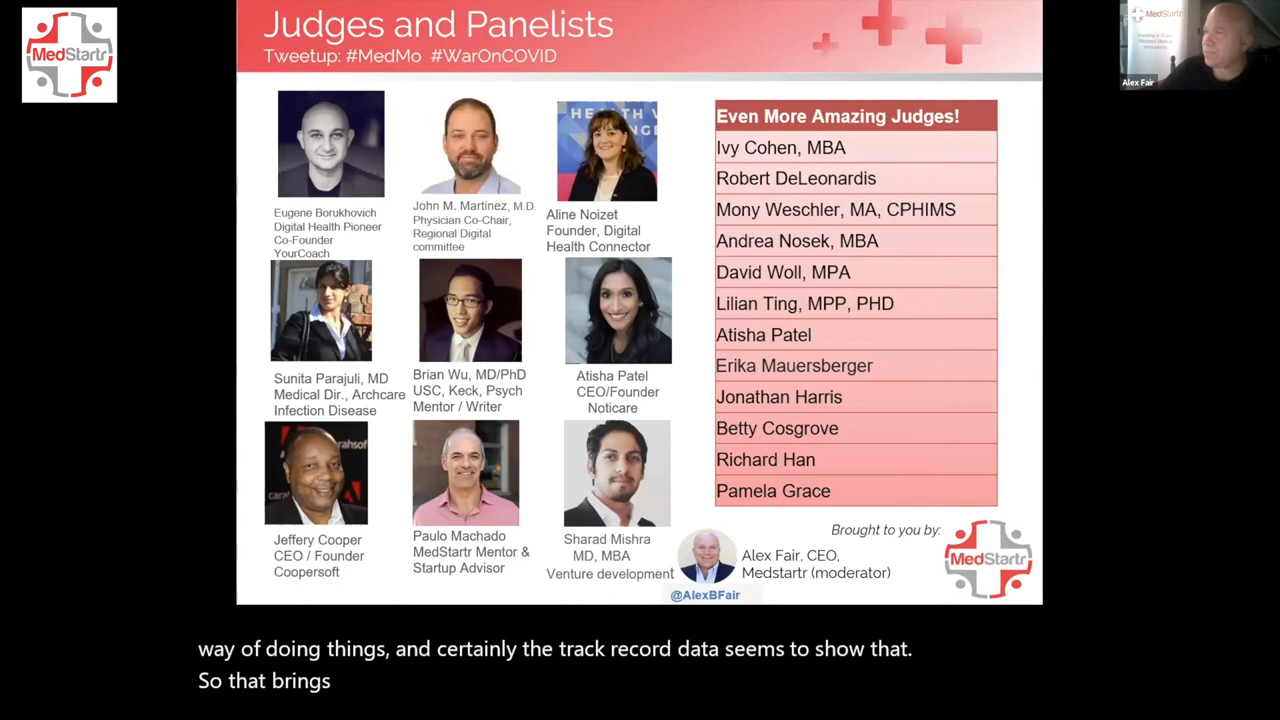 MedStartr
Judges and Panelists
Tweetup: #MedMo #WarOnCOVID
MedStartr
Alex Fair
HEALTH
Eugene Borukhovich
Digital Health Pioneer
Co-Founder
YourCoach
John M. Martinez, M.D.
Physician Co-Chair,
Regional Digital
committee
Aline Noizet
Founder, Digital
Health Connector
Sunita Parajuli, MD
Medical Dir., Archcare
Infection Disease
Brian Wu, MD/PhD
USC, Keck, Psych
Mentor / Writer
Atisha Patel
CEO/Founder
Noticare
Jeffery Cooper
CEO / Founder
Coopersoft
Paulo Machado
MedStartr Mentor &
Startup Advisor
Sharad Mishra
MD, MBA
Venture development
Even More Amazing Judges!
Ivy Cohen, MBA
Robert DeLeonardis
Mony Weschler, MA, CPHIMS
Andrea Nosek, MBA
David Woll, MPA
Lilian Ting, MPP, PHD
Atisha Patel
Erika Mauersberger
Jonathan Harris
Betty Cosgrove
Richard Han
Pamela Grace
Brought to you by:
MedStartr
Alex Fair, CEO,
Medstartr (moderator)
@AlexBFair
way of doing things, and certainly the track record data seems to show that.
So that brings